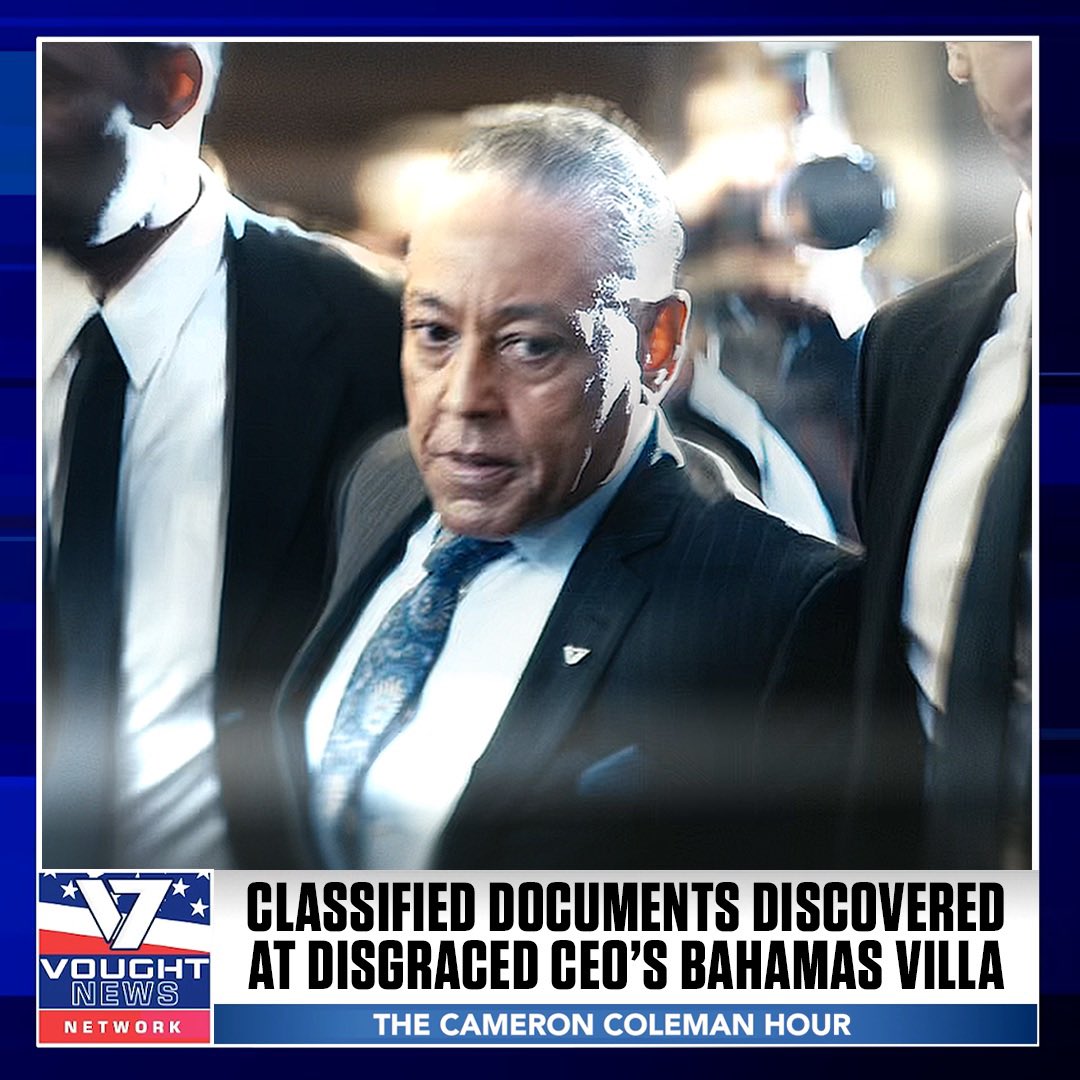 CLASSIFIED DOCUMENTS DISCOVERED
AT DISGRACED CEO’S BAHAMAS VILLA
V7
VOUGHT
NEWS
NETWORK
THE CAMERON COLEMAN HOUR